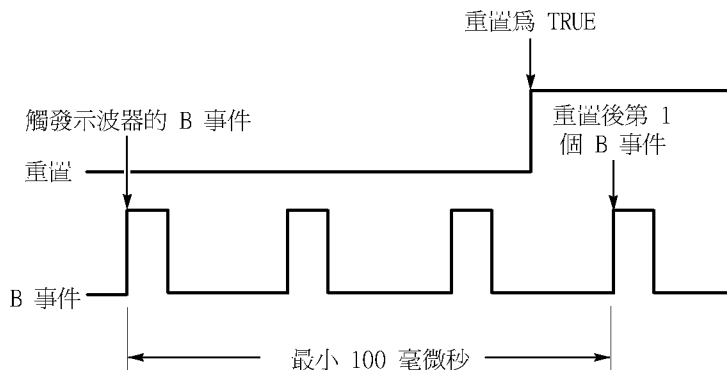 重置爲 TRUE
觸發示波器的 B 事件
重置後第 1
個 B 事件
重置
B 事件
最小 100 毫微秒